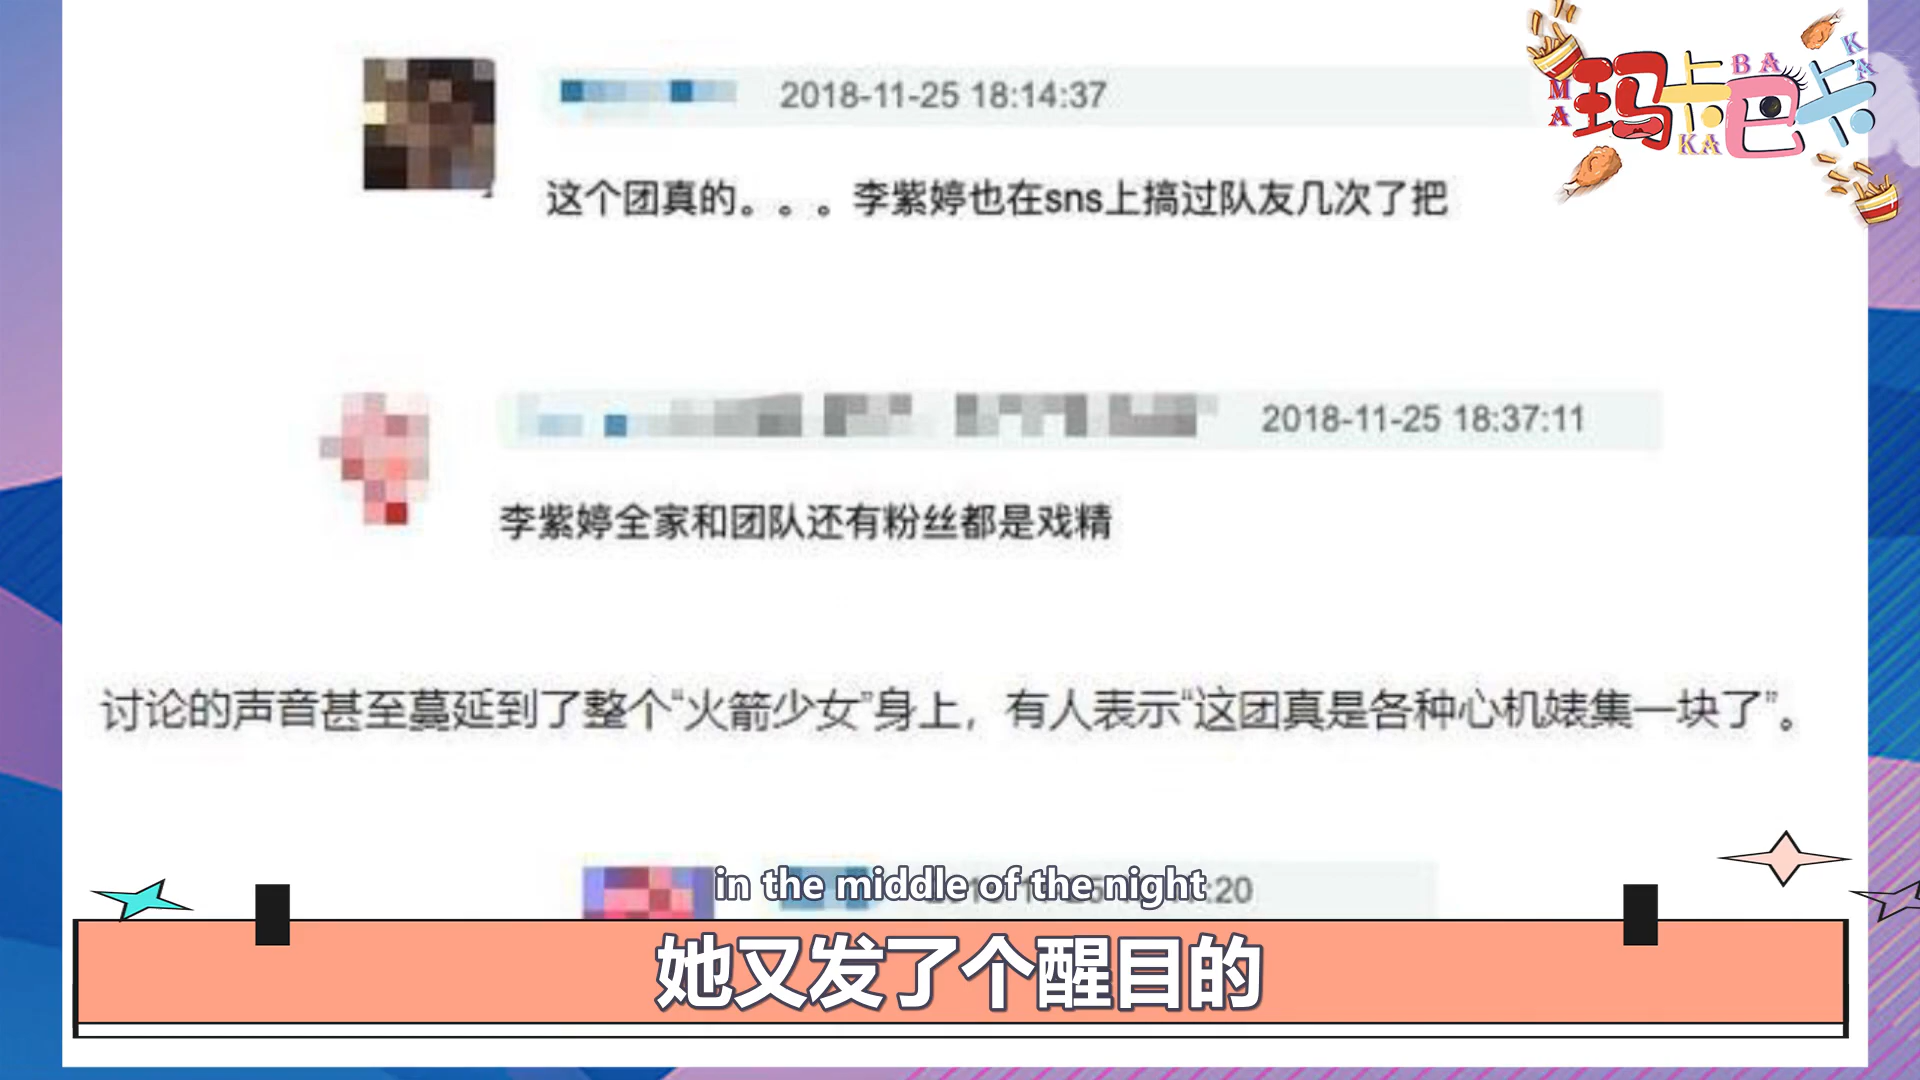 MA
玛卡巴卡
BA
KA
KA
2018-11-25 18:14:37
这个团真的。。。李紫婷也在sns上搞过队友几次了把
2018-11-25 18:37:11
李紫婷全家和团队还有粉丝都是戏精
讨论的声音甚至蔓延到了整个“火箭少女”身上，有人表示“这团真是各种心机婊集一块了”。
:20
in the middle of the night
她又发了个醒目的